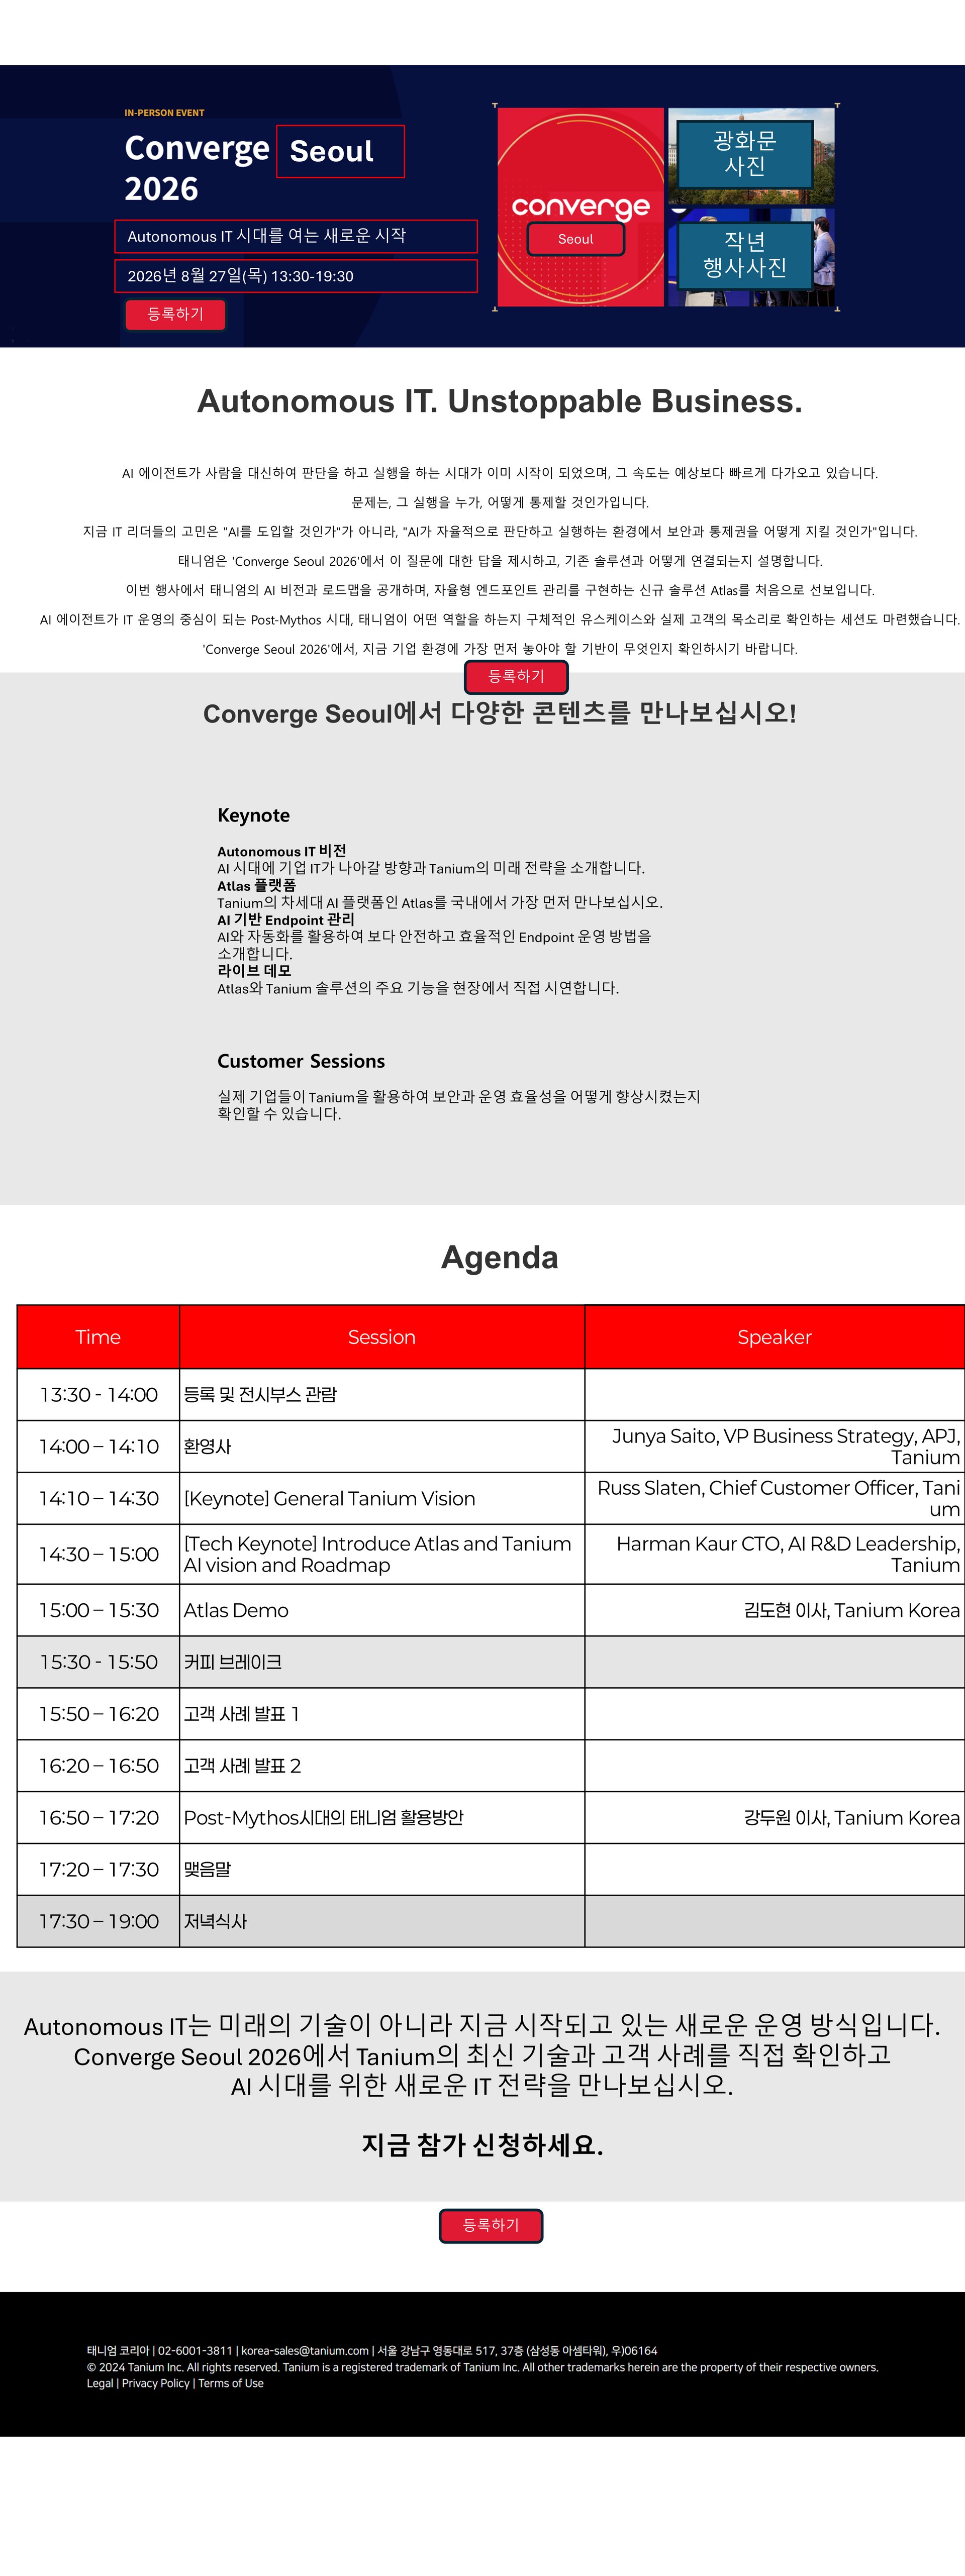 IN-PERSON EVENT
Converge Seoul
2026
Autonomous IT 시대를 여는 새로운 시작
2026년 8월 27일(목) 13:30-19:30
등록하기
converge
Seoul
광화문
사진
작년
행사사진
Autonomous IT. Unstoppable Business.
AI 에이전트가 사람을 대신하여 판단을 하고 실행을 하는 시대가 이미 시작이 되었으며, 그 속도는 예상보다 빠르게 다가오고 있습니다.
문제는, 그 실행을 누가, 어떻게 통제할 것인가입니다.
지금 IT 리더들의 고민은 "AI를 도입할 것인가"가 아니라, "AI가 자율적으로 판단하고 실행하는 환경에서 보안과 통제권을 어떻게 지킬 것인가"입니다.
태니엄은 'Converge Seoul 2026'에서 이 질문에 대한 답을 제시하고, 기존 솔루션과 어떻게 연결되는지 설명합니다.
이번 행사에서 태니엄의 AI 비전과 로드맵을 공개하며, 자율형 엔드포인트 관리를 구현하는 신규 솔루션 Atlas를 처음으로 선보입니다.
AI 에이전트가 IT 운영의 중심이 되는 Post-Mythos 시대, 태니엄이 어떤 역할을 하는지 구체적인 유스케이스와 실제 고객의 목소리로 확인하는 세션도 마련했습니다.
'Converge Seoul 2026'에서, 지금 기업 환경에 가장 먼저 놓아야 할 기반이 무엇인지 확인하시기 바랍니다.
등록하기
Converge Seoul에서 다양한 콘텐츠를 만나보십시오!
Keynote
Autonomous IT 비전
AI 시대에 기업 IT가 나아갈 방향과 Tanium의 미래 전략을 소개합니다.
Atlas 플랫폼
Tanium의 차세대 AI 플랫폼인 Atlas를 국내에서 가장 먼저 만나보십시오.
AI 기반 Endpoint 관리
AI와 자동화를 활용하여 보다 안전하고 효율적인 Endpoint 운영 방법을
소개합니다.
라이브 데모
Atlas와 Tanium 솔루션의 주요 기능을 현장에서 직접 시연합니다.
Customer Sessions
실제 기업들이 Tanium을 활용하여 보안과 운영 효율성을 어떻게 향상시켰는지
확인할 수 있습니다.
Agenda
Time Session Speaker
13:30 - 14:00 등록 및 전시부스 관람
14:00 – 14:10 환영사 Junya Saito, VP Business Strategy, APJ,
Tanium
14:10 – 14:30 [Keynote] General Tanium Vision Russ Slaten, Chief Customer Officer, Tani
um
14:30 – 15:00 [Tech Keynote] Introduce Atlas and Tanium Harman Kaur CTO, AI R&D Leadership,
AI vision and Roadmap Tanium
15:00 – 15:30 Atlas Demo 김도현 이사, Tanium Korea
15:30 - 15:50 커피 브레이크
15:50 – 16:20 고객 사례 발표 1
16:20 – 16:50 고객 사례 발표 2
16:50 – 17:20 Post-Mythos시대의 태니엄 활용방안 강두원 이사, Tanium Korea
17:20 – 17:30 맺음말
17:30 – 19:00 저녁식사
Autonomous IT는 미래의 기술이 아니라 지금 시작되고 있는 새로운 운영 방식입니다.
Converge Seoul 2026에서 Tanium의 최신 기술과 고객 사례를 직접 확인하고
AI 시대를 위한 새로운 IT 전략을 만나보십시오.
지금 참가 신청하세요.
등록하기
태니엄 코리아 | 02-6001-3811 | korea-sales@tanium.com | 서울 강남구 영동대로 517, 37층 (삼성동 아셈타워), 우)06164
© 2024 Tanium Inc. All rights reserved. Tanium is a registered trademark of Tanium Inc. All other trademarks herein are the property of their respective owners.
Legal | Privacy Policy | Terms of Use